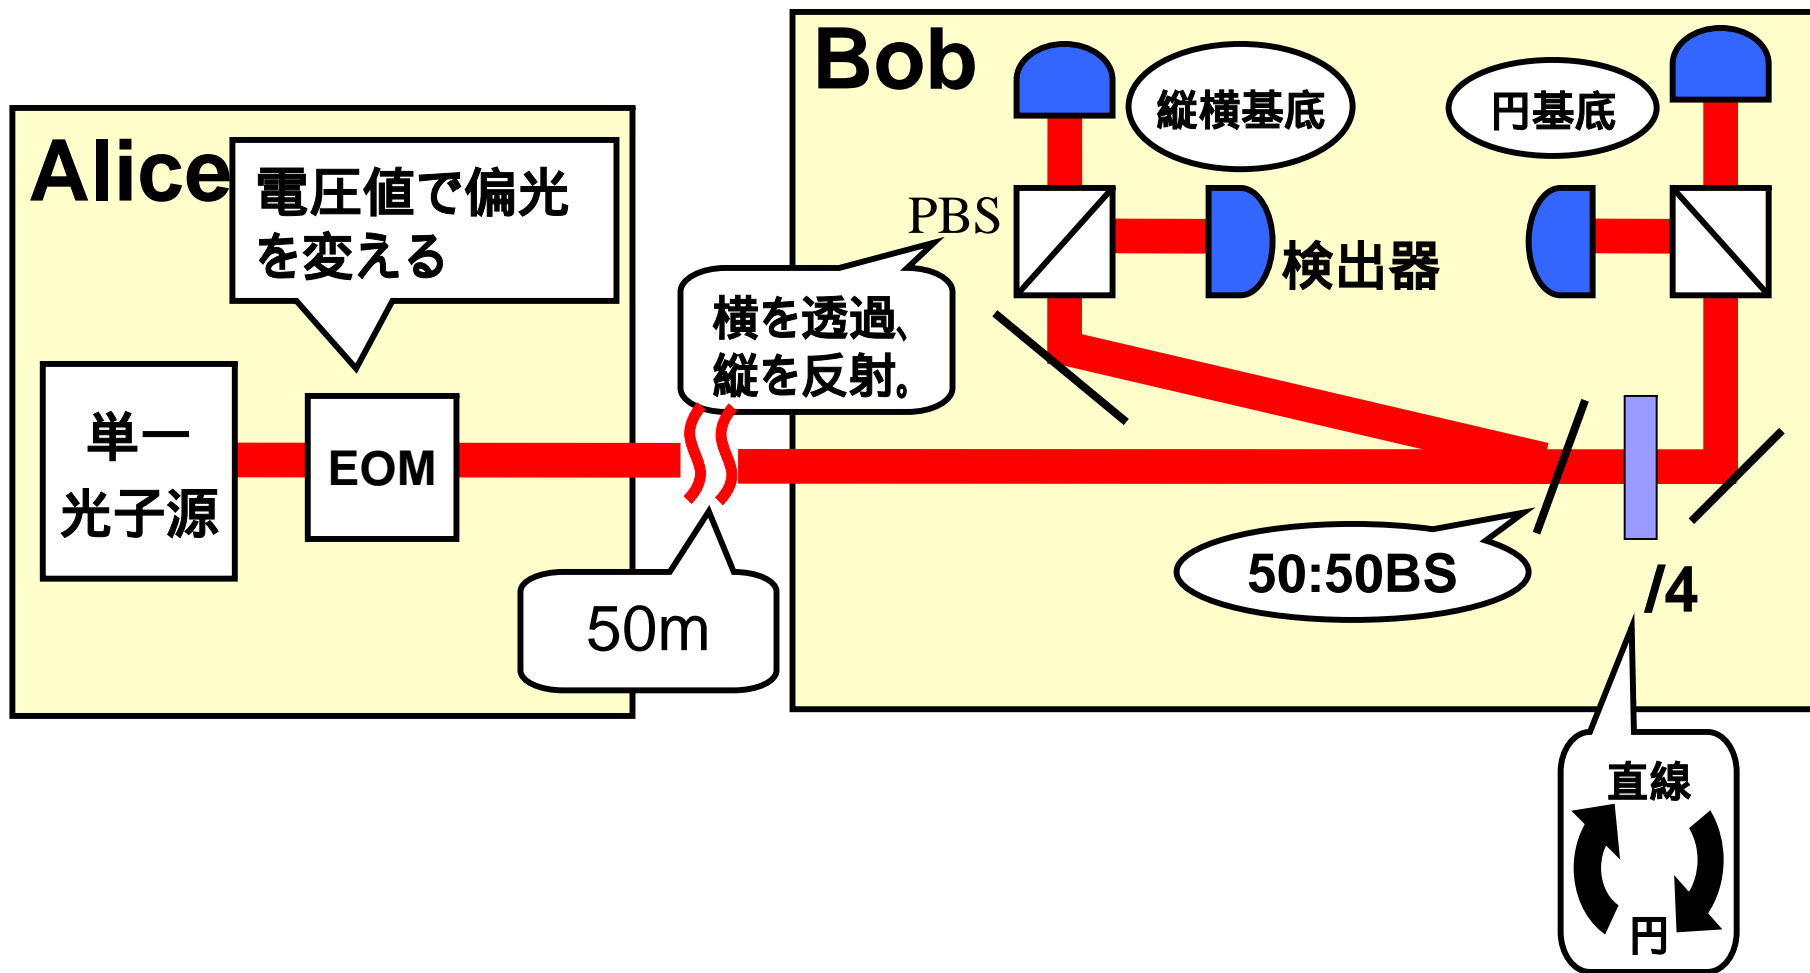 Alice
電圧値で偏光
を変える
単一
光子源
EOM
50m
Bob
縦横基底
円基底
PBS
検出器
横を透過、
縦を反射。
50:50BS
/4
直線
円